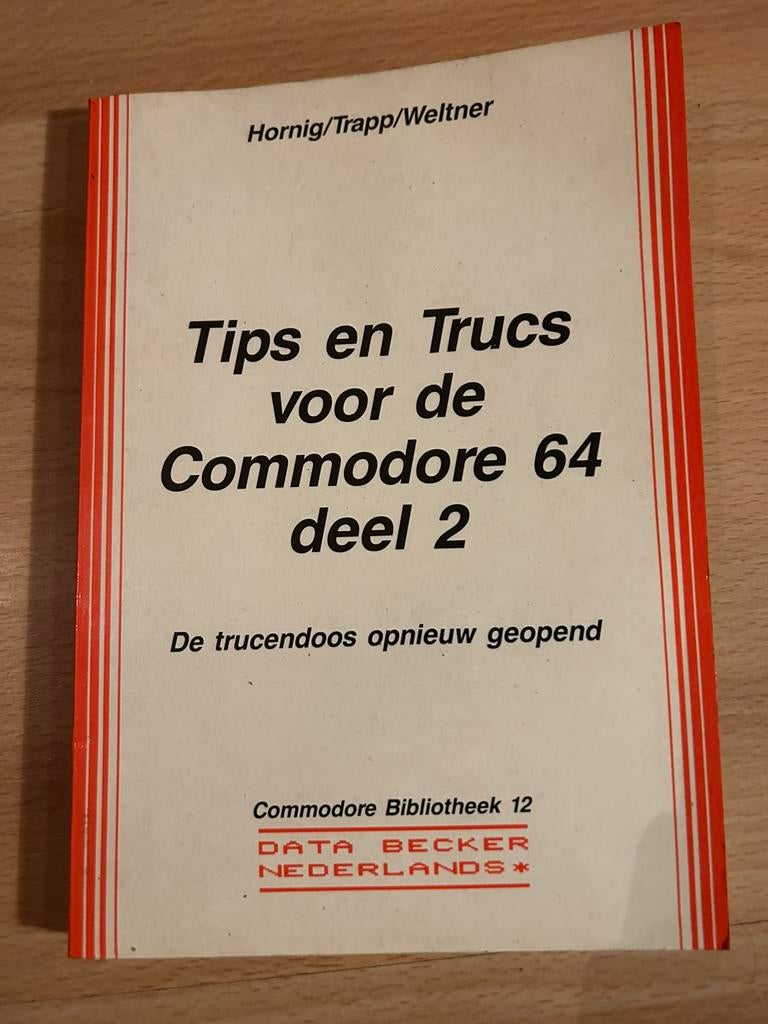 Hornig/Trapp/Weltner
Tips en Trucs
voor de
Commodore 64
deel 2
De trucendoos opnieuw geopend
Commodore Bibliotheek 12
DATA BECKER
NEDERLANDS*